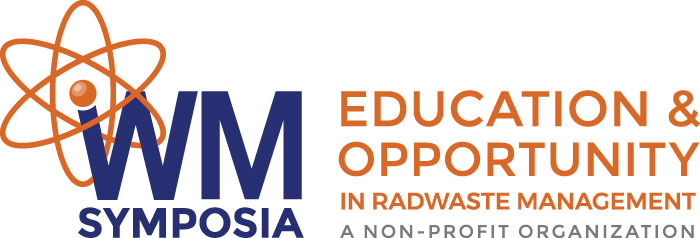 WM
SYMPOSIA
EDUCATION &
OPPORTUNITY
IN RADWASTE MANAGEMENT
A NON-PROFIT ORGANIZATION